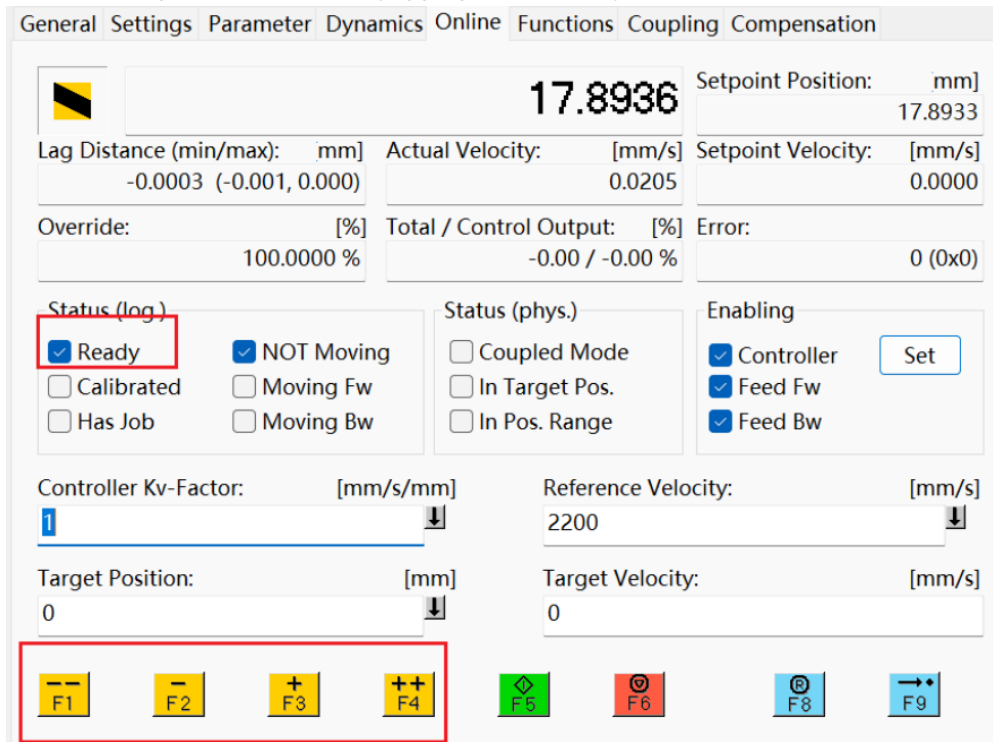 General Settings Parameter Dynamics Online Functions Coupling Compensation
17.8936
Setpoint Position: mm]
17.8933
Lag Distance (min/max): mm] Actual Velocity: [mm/s] Setpoint Velocity: [mm/s]
-0.0003 (-0.001, 0.000) 0.0205 0.0000
Override: [%] Total / Control Output: [%] Error:
100.0000 % -0.00 / -0.00 % 0 (0x0)
Status (log.) Status (phys.) Enabling
Ready NOT Moving Coupled Mode Controller Set
Calibrated Moving Fw In Target Pos. Feed Fw
Has Job Moving Bw In Pos. Range Feed Bw
Controller Kv-Factor: [mm/s/mm] Reference Velocity: [mm/s]
1 2200
Target Position: [mm] Target Velocity: [mm/s]
0 0
-- - + ++ R
F1 F2 F3 F4 F5 F6 F8 F9